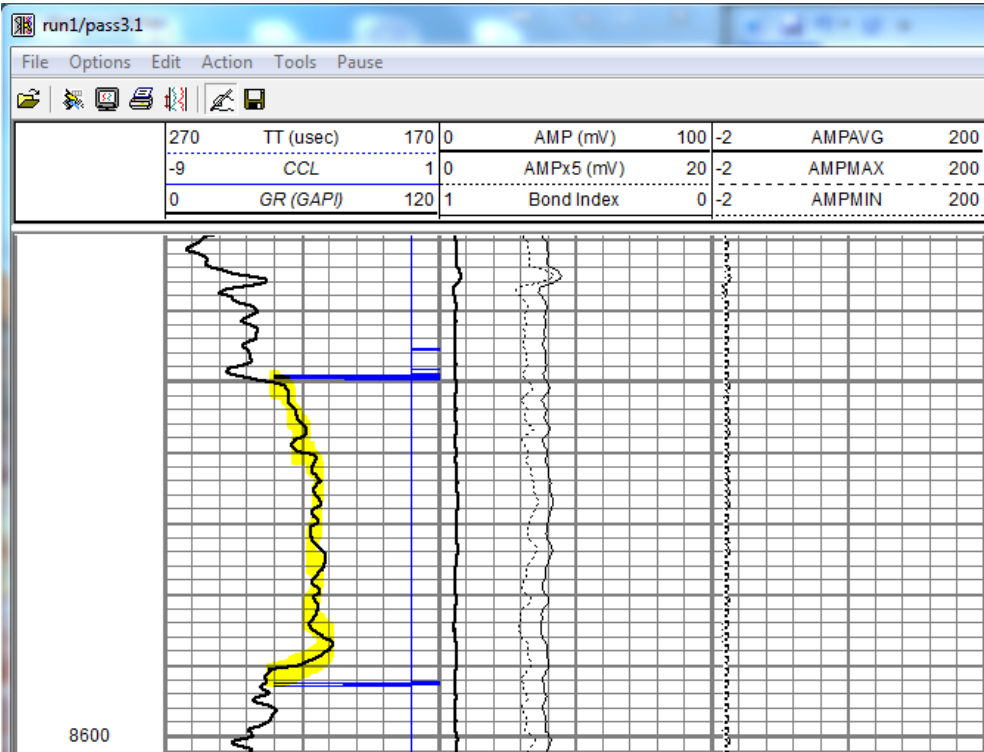 run1/pass3.1
File Options Edit Action Tools Pause
270 TT (usec) 170 0 AMP (mV) 100 -2 AMPAVG 200
-9 CCL 1 0 AMPx5 (mV) 20 -2 AMPMAX 200
0 GR (GAPI) 120 1 Bond Index 0 -2 AMPMIN 200
8600